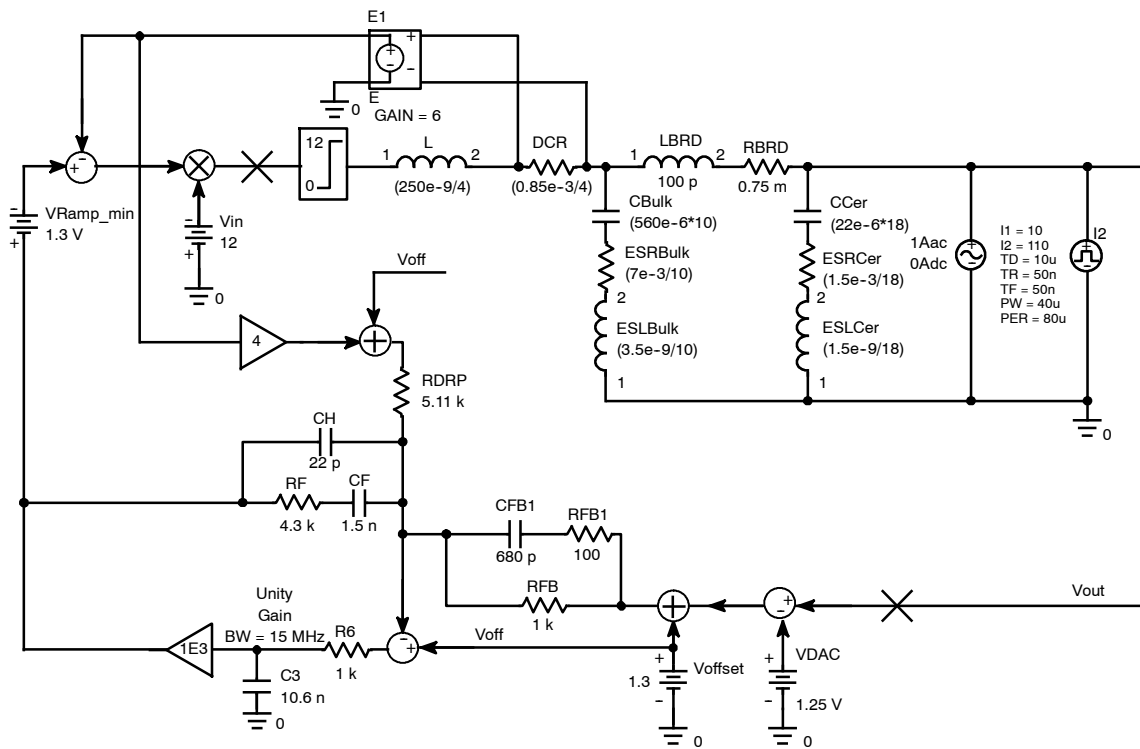 E1
+
+
-
-
E
0
GAIN = 6
-
+
12
0
1
L
2
(250e-9/4)
DCR
(0.85e-3/4)
1
LBRD
2
100 p
RBRD
0.75 m
-
+
VRamp_min
1.3 V
-
+
Vin
12
0
CBulk
(560e-6*10)
ESRBulk
(7e-3/10)
2
ESLBulk
(3.5e-9/10)
1
CCer
(22e-6*18)
ESRCer
(1.5e-3/18)
2
ESLCer
(1.5e-9/18)
1
1Aac
0Adc
+
-
I1 = 10
I2 = 110
TD = 10u
TR = 50n
TF = 50n
PW = 40u
PER = 80u
I2
+
-
0
Voff
4
RDRP
5.11 k
CH
22 p
RF
4.3 k
CF
1.5 n
CFB1
680 p
RFB1
100
RFB
1 k
+
-
Vout
Unity
Gain
BW = 15 MHz
1E3
R6
1 k
C3
10.6 n
0
-
+
Voff
+
1.3
-
Voffset
0
VDAC
+
-
1.25 V
0